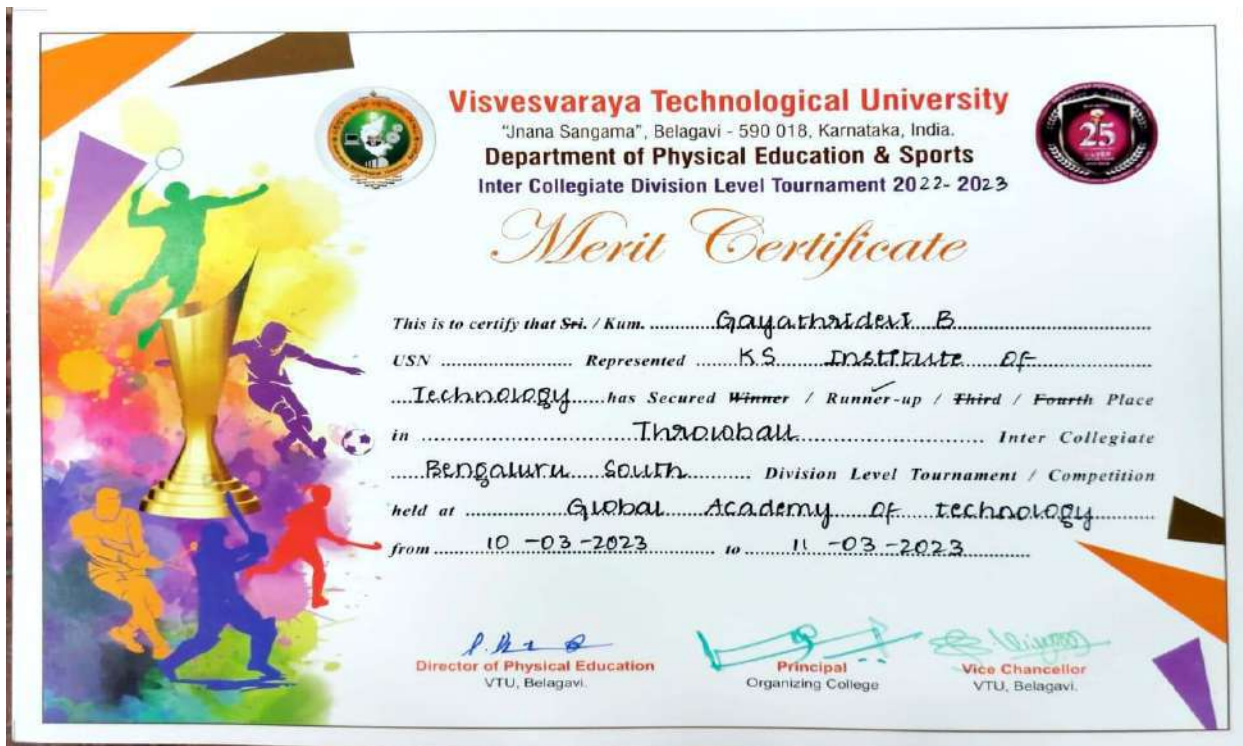 Visvesvaraya Technological University
"Jnana Sangama", Belagavi - 590 018, Karnataka, India.
Department of Physical Education & Sports
Inter Collegiate Division Level Tournament 2022-2023
25
Merit Certificate
This is to certify that Sri. / Kum. Gayathridevi B
USN Represented KS Institute of
Technology has Secured Winner / Runner-up / Third / Fourth Place
in Throwball Inter Collegiate
Bengaluru South Division Level Tournament / Competition
held at Global Academy of technology
from 10-03-2023 to 11-03-2023
Director of Physical Education
VTU, Belagavi.
Principal
Organizing College
Vice Chancellor
VTU, Belagavi.